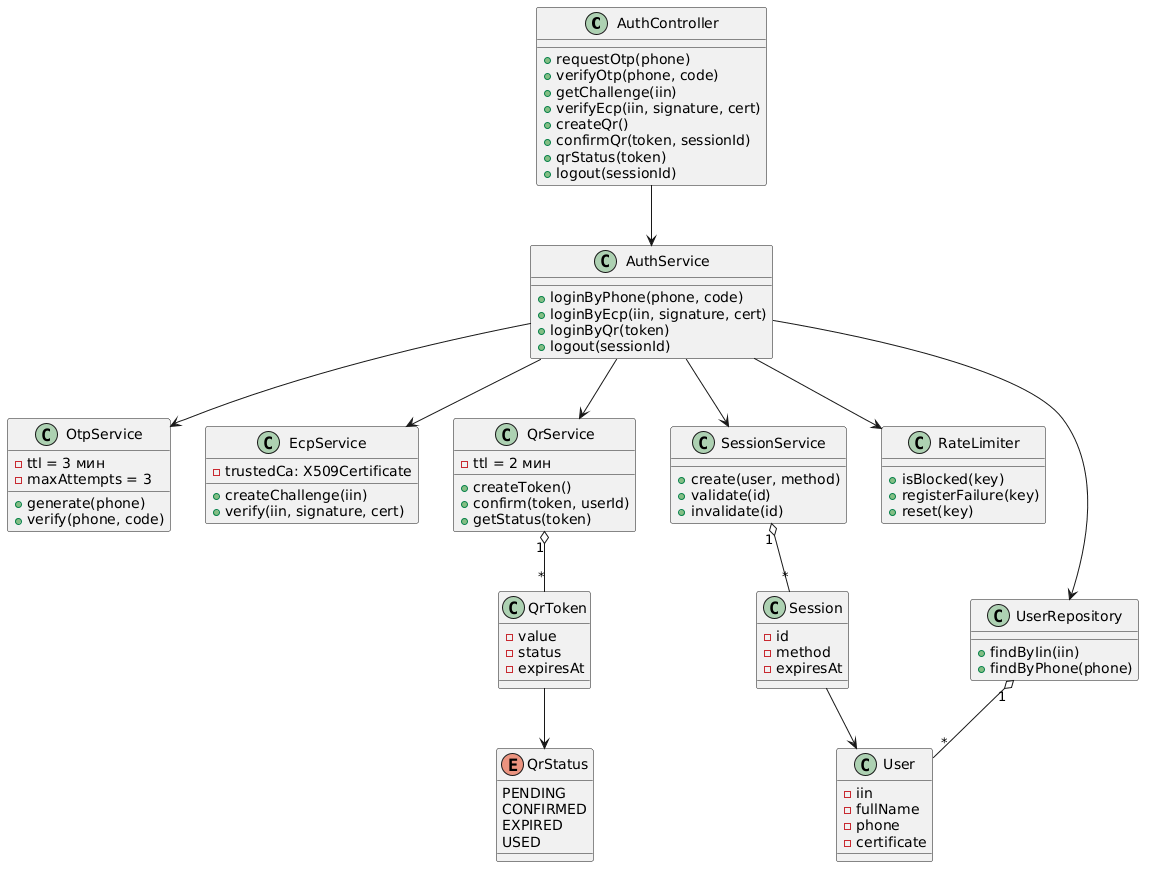 C AuthController
requestOtp(phone)
verifyOtp(phone, code)
getChallenge(iin)
verifyEcp(iin, signature, cert)
createQr()
confirmQr(token, sessionId)
qrStatus(token)
logout(sessionId)
C AuthService
loginByPhone(phone, code)
loginByEcp(iin, signature, cert)
loginByQr(token)
logout(sessionId)
C OtpService
ttl = 3 мин
maxAttempts = 3
generate(phone)
verify(phone, code)
C EcpService
trustedCa: X509Certificate
createChallenge(iin)
verify(iin, signature, cert)
C QrService
ttl = 2 мин
createToken()
confirm(token, userId)
getStatus(token)
C SessionService
create(user, method)
validate(id)
invalidate(id)
C RateLimiter
isBlocked(key)
registerFailure(key)
reset(key)
1
*
1
*
C QrToken
value
status
expiresAt
C Session
id
method
expiresAt
C UserRepository
findByIin(iin)
findByPhone(phone)
1
*
E QrStatus
PENDING
CONFIRMED
EXPIRED
USED
C User
iin
fullName
phone
certificate